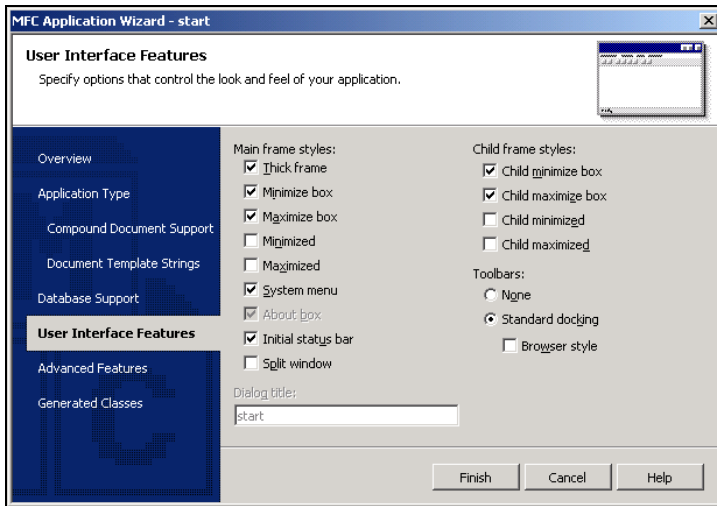 MFC Application Wizard - start
User Interface Features
Specify options that control the look and feel of your application.
Overview
Application Type
Compound Document Support
Document Template Strings
Database Support
User Interface Features
Advanced Features
Generated Classes
Main frame styles:
Thick frame
Minimize box
Maximize box
Minimized
Maximized
System menu
About box
Initial status bar
Split window
Dialog title:
start
Child frame styles:
Child minimize box
Child maximize box
Child minimized
Child maximized
Toolbars:
None
Standard docking
Browser style
Finish
Cancel
Help